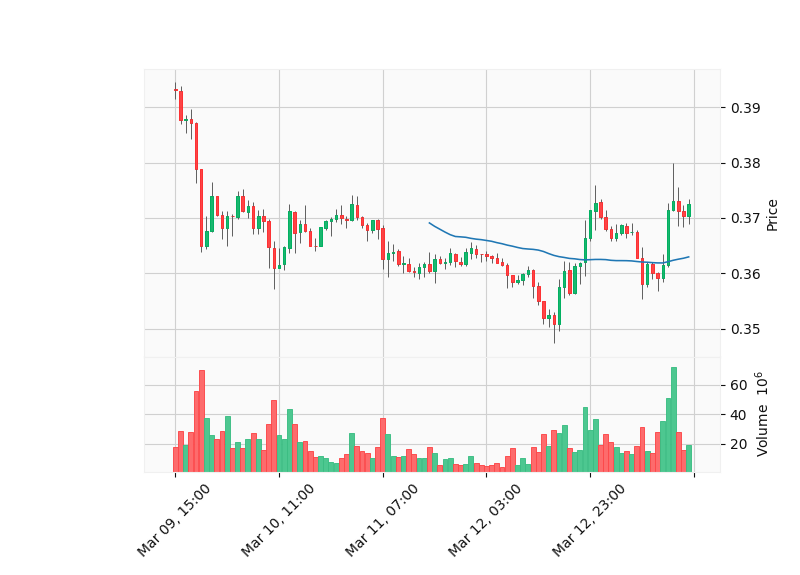 0.39
0.38
0.37
0.36
0.35
Price
60
40
20
Volume 10^6
Mar 09, 15:00
Mar 10, 11:00
Mar 11, 07:00
Mar 12, 03:00
Mar 12, 23:00